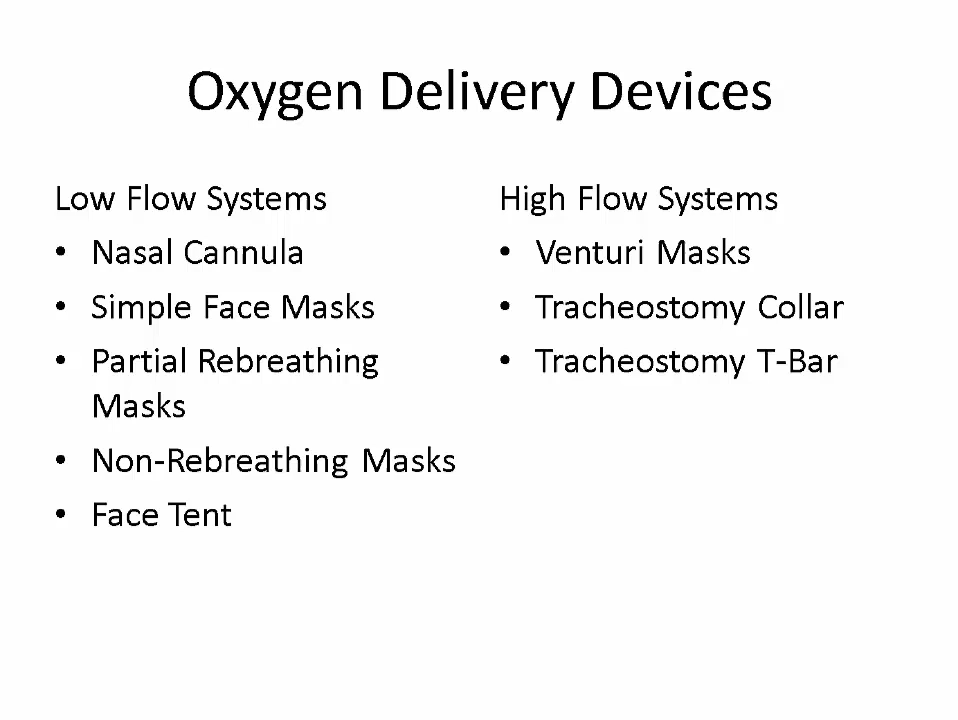 Oxygen Delivery Devices
Low Flow Systems
• Nasal Cannula
• Simple Face Masks
• Partial Rebreathing
Masks
• Non-Rebreathing Masks
• Face Tent
High Flow Systems
• Venturi Masks
• Tracheostomy Collar
• Tracheostomy T-Bar